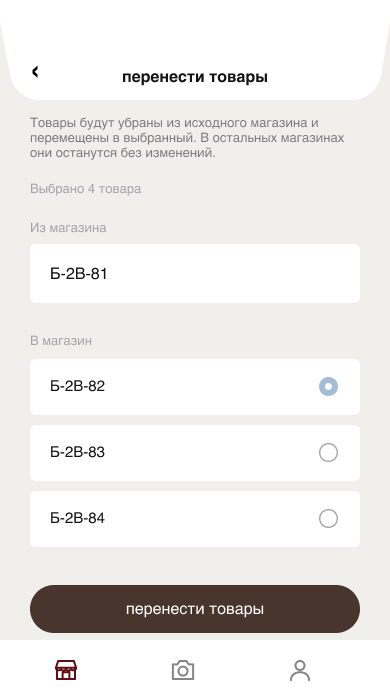 перенести товары
Товары будут убраны из исходного магазина и
перемещены в выбранный. В остальных магазинах
они останутся без изменений.
Выбрано 4 товара
Из магазина
Б-2В-81
В магазин
Б-2В-82
Б-2В-83
Б-2В-84
перенести товары